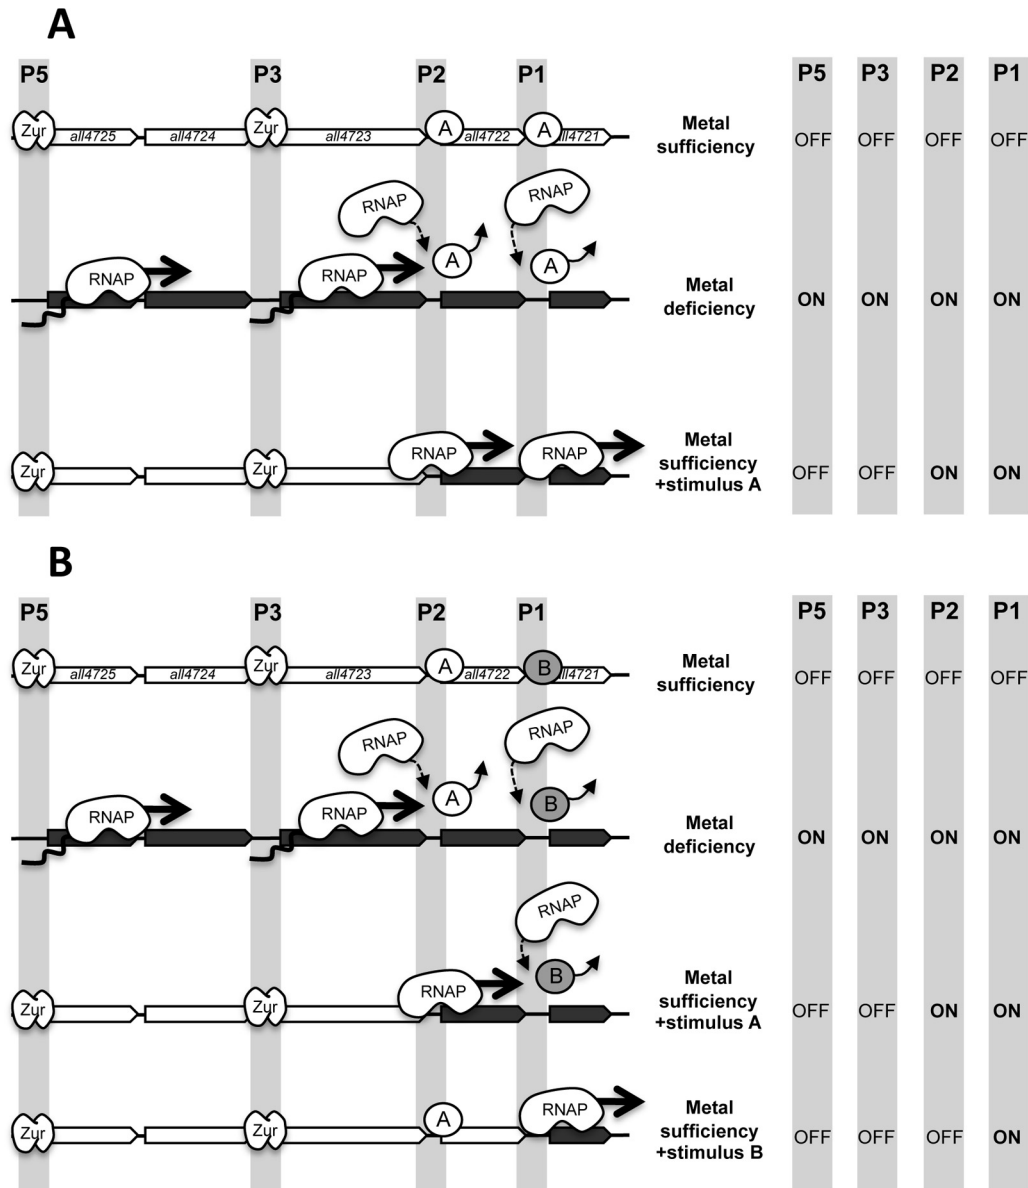 A
P5 P3 P2 P1 P5 P3 P2 P1
Zur all4725 all4724 Zur all4723 A all4722 A all4721
Metal
sufficiency
OFF OFF OFF OFF
RNAP RNAP
A A
RNAP RNAP
Metal
deficiency
ON ON ON ON
RNAP RNAP
Zur Zur
Metal
sufficiency
+stimulus A
OFF OFF ON ON
B
P5 P3 P2 P1 P5 P3 P2 P1
Zur all4725 all4724 Zur all4723 A all4722 B all4721
Metal
sufficiency
OFF OFF OFF OFF
RNAP RNAP
A B
RNAP RNAP
Metal
deficiency
ON ON ON ON
RNAP
B
RNAP
Zur Zur
Metal
sufficiency
+stimulus A
OFF OFF ON ON
A RNAP
Zur Zur
Metal
sufficiency
+stimulus B
OFF OFF OFF ON